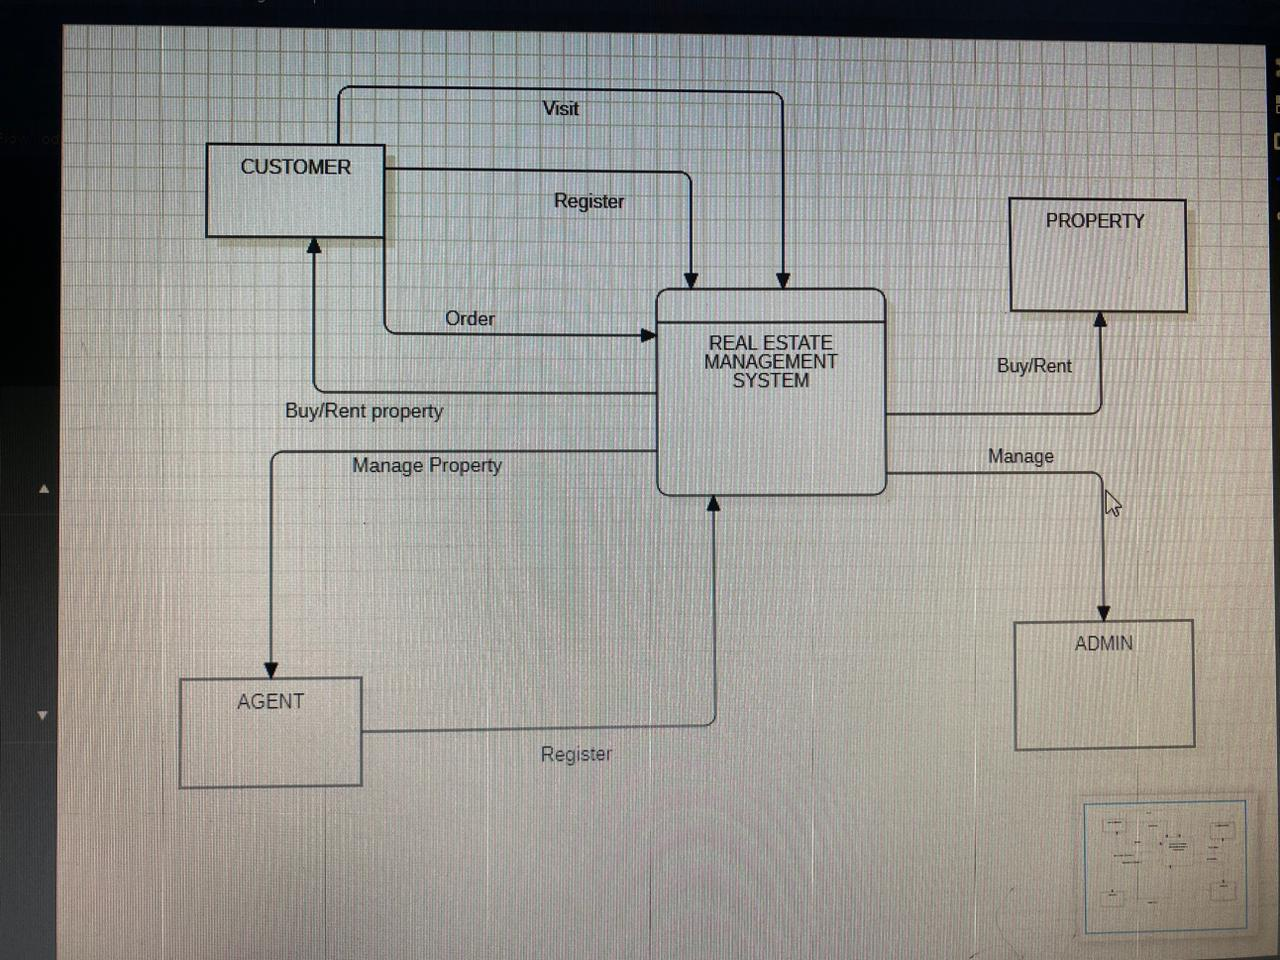 Visit
CUSTOMER
Register
PROPERTY
Order
REAL ESTATE
MANAGEMENT
SYSTEM
Buy/Rent
Buy/Rent property
Manage
Manage Property
ADMIN
AGENT
Register